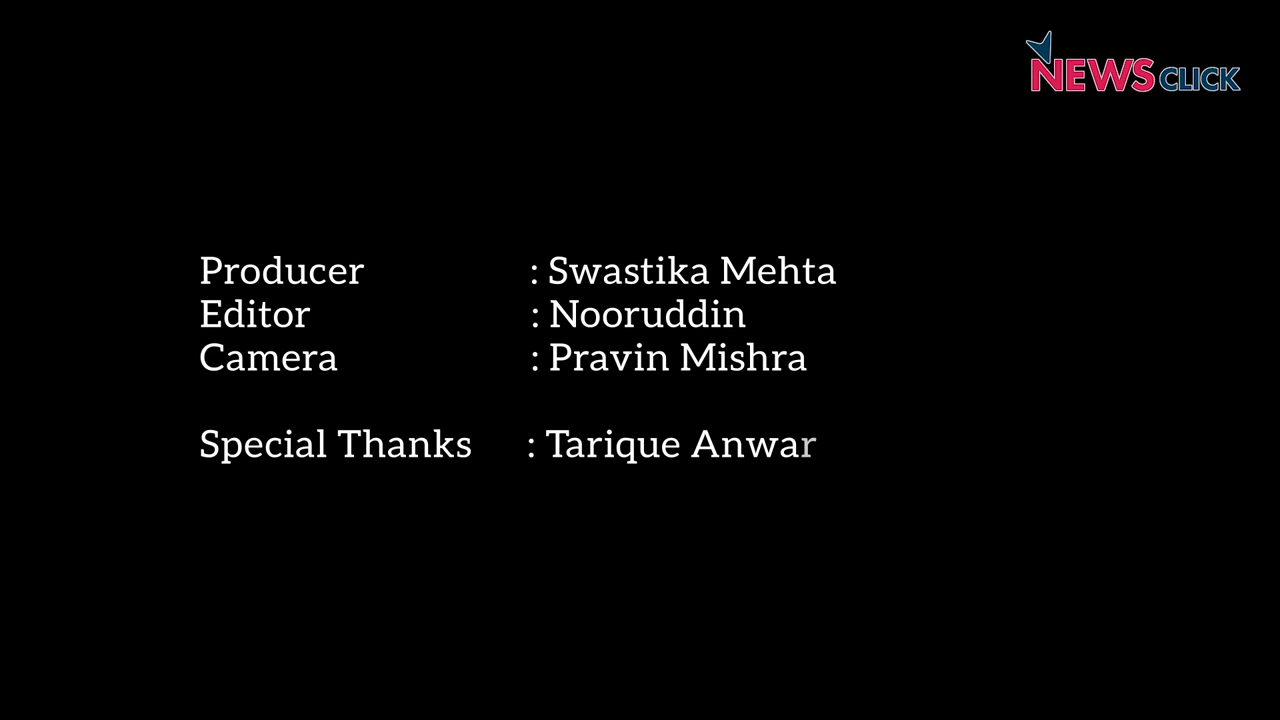 NEWSCLICK
Producer : Swastika Mehta
Editor : Nooruddin
Camera : Pravin Mishra
Special Thanks : Tarique Anwar